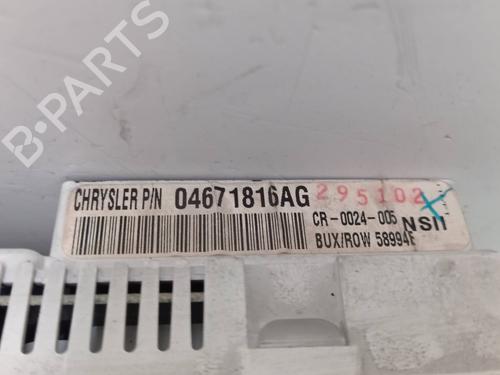 B-PARTS
CHRYSLER P/N 04671816AG 295102
CR-0024-005 NSII
BUX/ROW 58994E